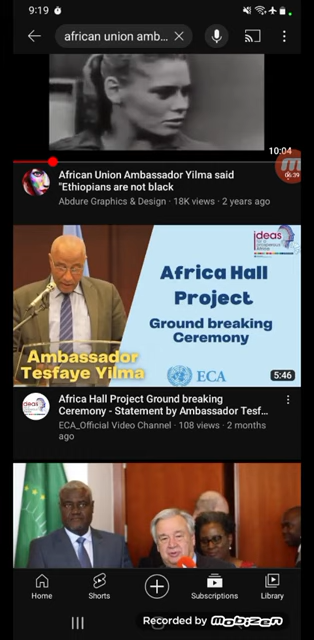 9:19
african union amb...
10:04
06:39
African Union Ambassador Yilma said
"Ethiopians are not black
Abdure Graphics & Design · 18K views · 2 years ago
ideas
Africa Hall
Project
Ground breaking
Ceremony
Ambassador
Tesfaye Yilma
ECA
5:46
ideas
Africa Hall Project Ground breaking
Ceremony - Statement by Ambassador Tesf...
ECA_Official Video Channel · 108 views · 2 months
ago
Home
Shorts
Subscriptions
Library
Recorded by Mobizen